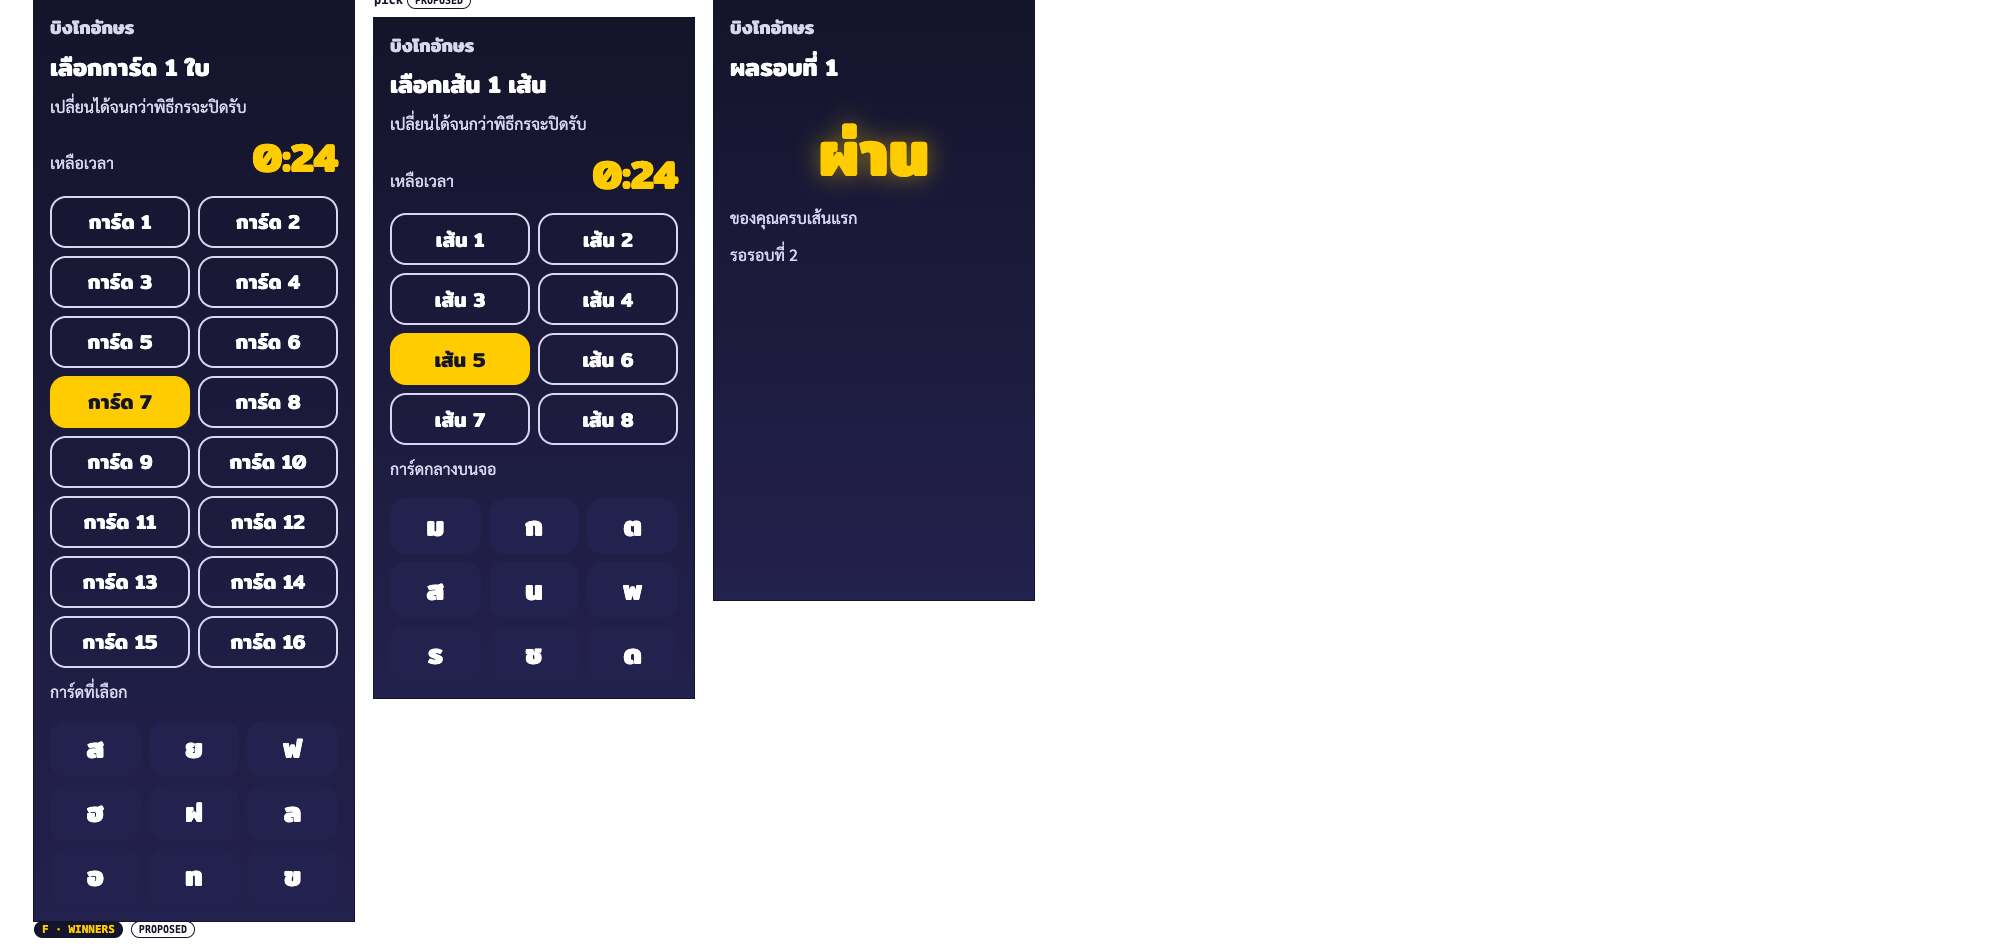 บิงโกอักษร
เลือกการ์ด 1 ใบ
เปลี่ยนได้จนกว่าพิธีกรจะปิดรับ
เหลือเวลา 0:24
การ์ด 1 การ์ด 2
การ์ด 3 การ์ด 4
การ์ด 5 การ์ด 6
การ์ด 7 การ์ด 8
การ์ด 9 การ์ด 10
การ์ด 11 การ์ด 12
การ์ด 13 การ์ด 14
การ์ด 15 การ์ด 16
การ์ดที่เลือก
ส ย ฬ
ฮ ฝ ล
อ ท ข
F · WINNERS PROPOSED
pick PROPOSED
บิงโกอักษร
เลือกเส้น 1 เส้น
เปลี่ยนได้จนกว่าพิธีกรจะปิดรับ
เหลือเวลา 0:24
เส้น 1 เส้น 2
เส้น 3 เส้น 4
เส้น 5 เส้น 6
เส้น 7 เส้น 8
การ์ดกลางบนจอ
ม ก ต
ส น พ
ร ช ด
บิงโกอักษร
ผลรอบที่ 1
ผ่าน
ของคุณครบเส้นแรก
รอรอบที่ 2